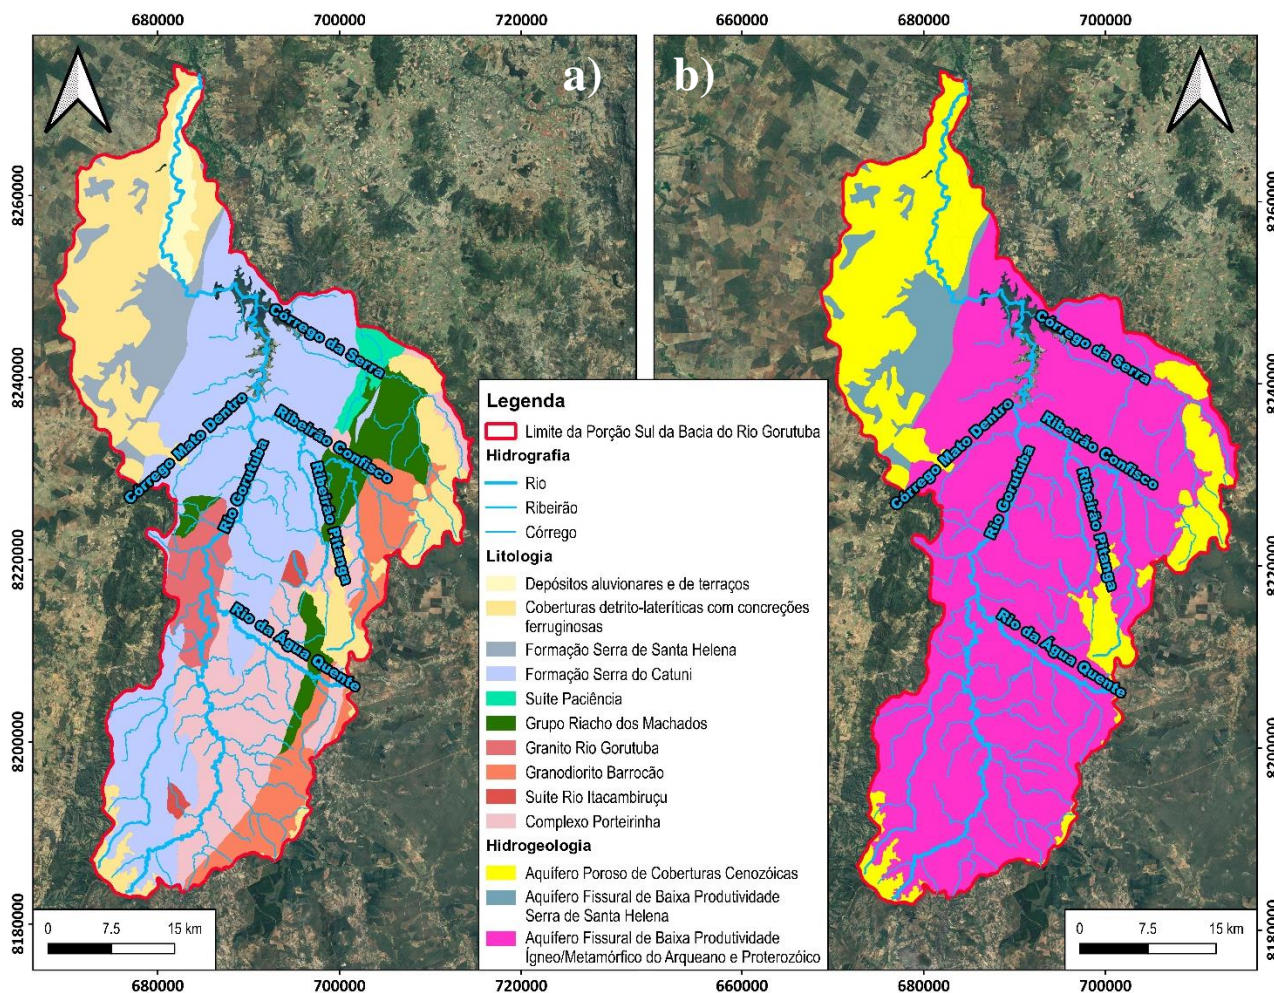 680000
700000
720000
660000
680000
700000
a)
b)
8260000
8240000
8220000
8200000
8180000
8260000
8240000
8220000
8200000
8180000
Córrego da Serra
Córrego Mato Dentro
Ribeirão Confisco
Rio Gorutuba
Ribeirão Pitanga
Rio da Água Quente
Córrego da Serra
Córrego Mato Dentro
Ribeirão Confisco
Rio Gorutuba
Ribeirão Pitanga
Rio da Água Quente
Legenda
Limite da Porção Sul da Bacia do Rio Gorutuba
Hidrografia
Rio
Ribeirão
Córrego
Litologia
Depósitos aluvionares e de terraços
Coberturas detrito-lateríticas com concreções
ferruginosas
Formação Serra de Santa Helena
Formação Serra do Catuni
Suíte Paciência
Grupo Riacho dos Machados
Granito Rio Gorutuba
Granodiorito Barrocão
Suíte Rio Itacambiruçu
Complexo Porteirinha
Hidrogeologia
Aquífero Poroso de Coberturas Cenozóicas
Aquífero Fissural de Baixa Produtividade
Serra de Santa Helena
Aquífero Fissural de Baixa Produtividade
Ígneo/Metamórfico do Arqueano e Proterozóico
0 7.5 15 km
0 7.5 15 km
680000
700000
720000
660000
680000
700000